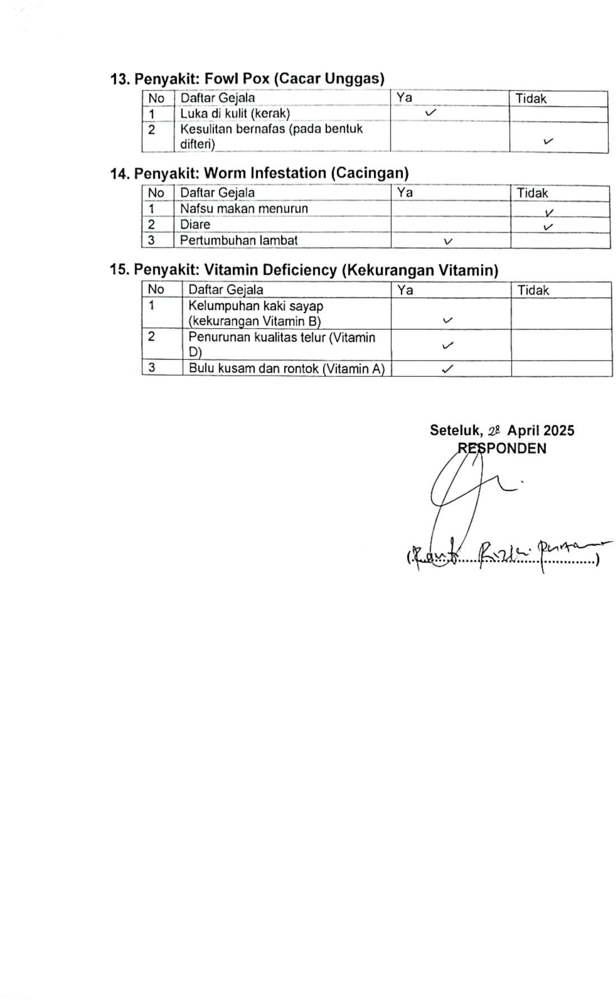 13. Penyakit: Fowl Pox (Cacar Unggas)
No Daftar Gejala Ya Tidak
1 Luka di kulit (kerak) ✓
2 Kesulitan bernafas (pada bentuk
difteri) ✓
14. Penyakit: Worm Infestation (Cacingan)
No Daftar Gejala Ya Tidak
1 Nafsu makan menurun ✓
2 Diare ✓
3 Pertumbuhan lambat ✓
15. Penyakit: Vitamin Deficiency (Kekurangan Vitamin)
No Daftar Gejala Ya Tidak
1 Kelumpuhan kaki sayap
(kekurangan Vitamin B) ✓
2 Penurunan kualitas telur (Vitamin
D) ✓
3 Bulu kusam dan rontok (Vitamin A) ✓
Seteluk, 28 April 2025
RESPONDEN